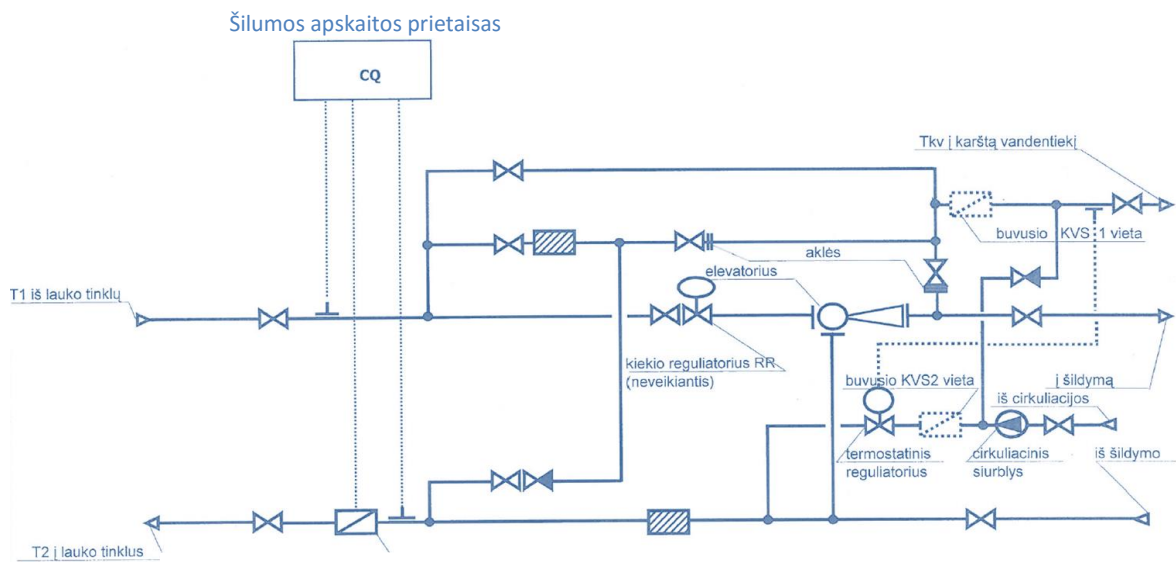 Šilumos apskaitos prietaisas
CQ
Tkv į karštą vandentiekį
buvusio KVS 1 vieta
aklės
elevatorius
T1 iš lauko tinklų
kiekio reguliatorius RR
(neveikiantis)
buvusio KVS2 vieta
į šildymą
iš cirkuliacijos
termostatinis
reguliatorius
cirkuliacinis
siurblys
iš šildymo
T2 į lauko tinklus